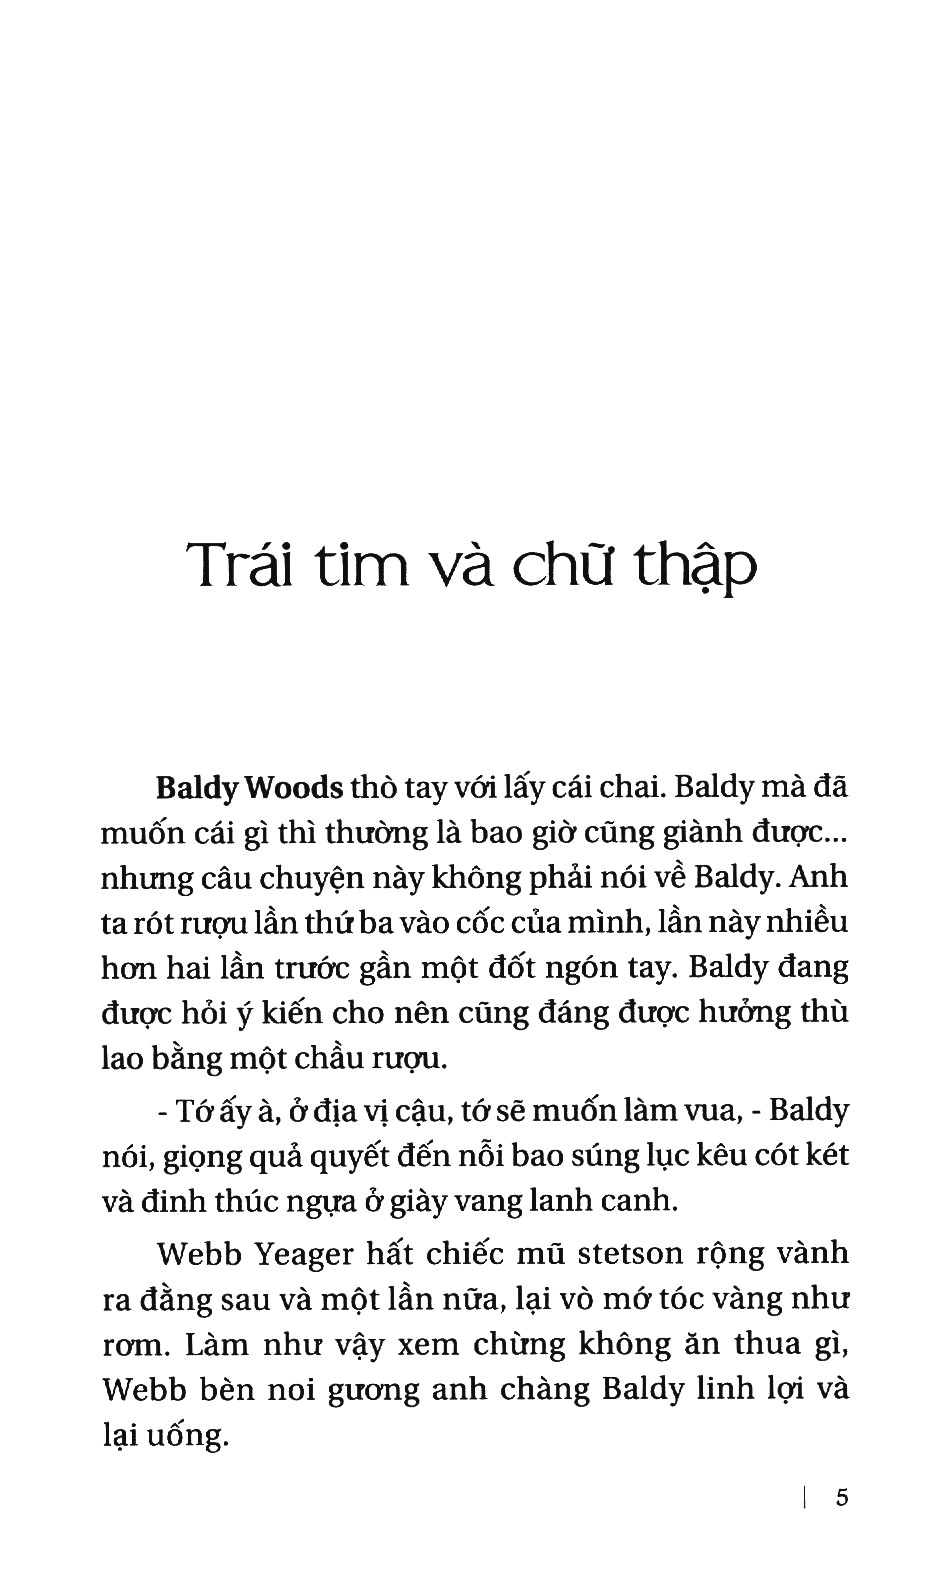 Trái tim và chữ thập
Baldy Woods thò tay với lấy cái chai. Baldy mà đã
muốn cái gì thì thường là bao giờ cũng giành được...
nhưng câu chuyện này không phải nói về Baldy. Anh
ta rót rượu lần thứ ba vào cốc của mình, lần này nhiều
hơn hai lần trước gần một đốt ngón tay. Baldy đang
được hỏi ý kiến cho nên cũng đáng được hưởng thù
lao bằng một chầu rượu.
- Tớ ấy à, ở địa vị cậu, tớ sẽ muốn làm vua, - Baldy
nói, giọng quả quyết đến nỗi bao súng lục kêu cót két
và đinh thúc ngựa ở giày vang lanh canh.
Webb Yeager hất chiếc mũ stetson rộng vành
ra đằng sau và một lần nữa, lại vò mớ tóc vàng như
rơm. Làm như vậy xem chừng không ăn thua gì,
Webb bèn noi gương anh chàng Baldy linh lợi và
lại uống.
| 5